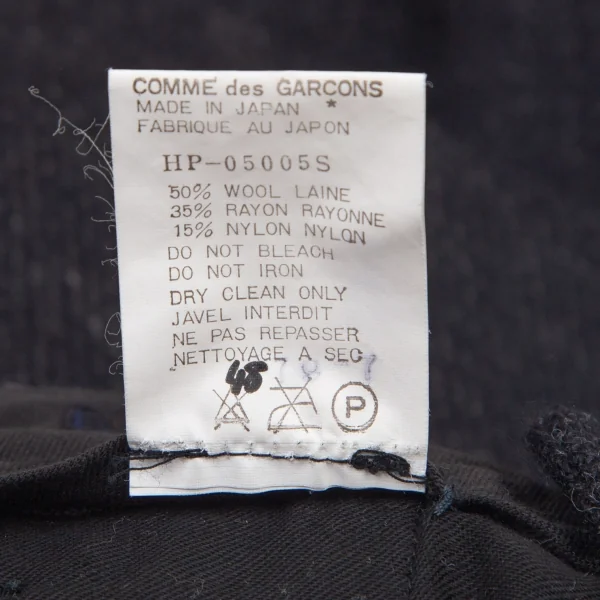 COMME des GARCONS
MADE IN JAPAN *
FABRIQUE AU JAPON
HP-05005S
50% WOOL LAINE
35% RAYON RAYONNE
15% NYLON NYLON
DO NOT BLEACH
DO NOT IRON
DRY CLEAN ONLY
JAVEL INTERDIT
NE PAS REPASSER
NETTOYAGE A SEC
48
P